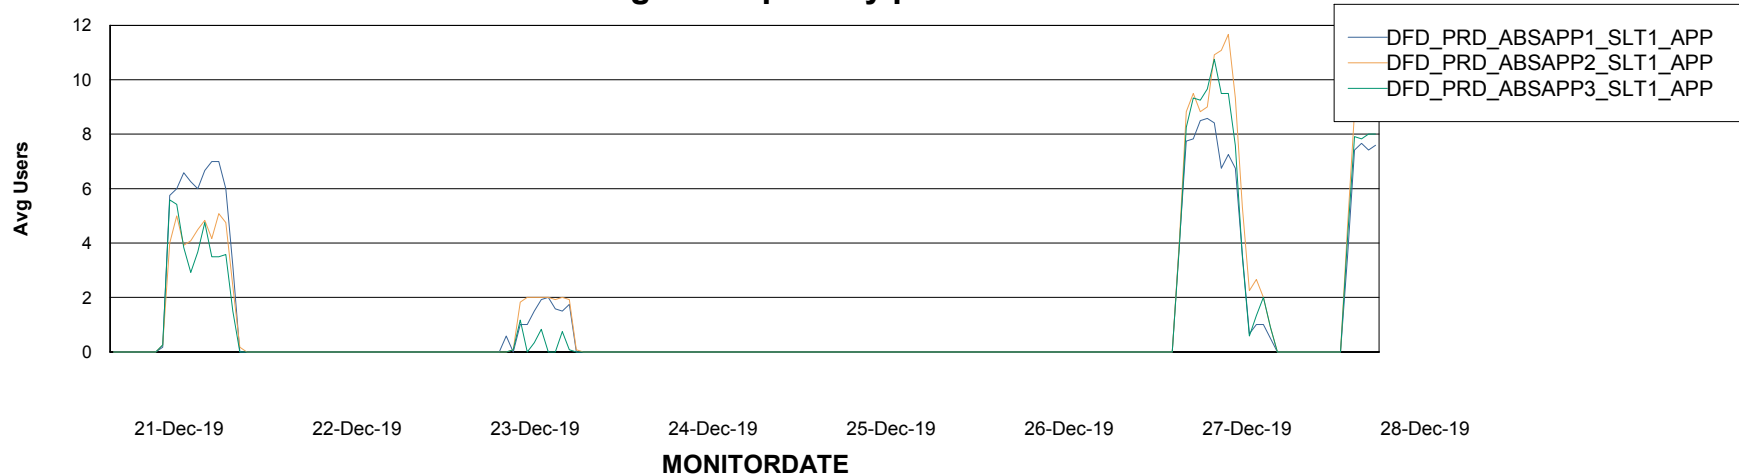 12
10
8
6
4
2
0
Avg Users
DFD_PRD_ABSAPP1_SLT1_APP
DFD_PRD_ABSAPP2_SLT1_APP
DFD_PRD_ABSAPP3_SLT1_APP
21-Dec-19 22-Dec-19 23-Dec-19 24-Dec-19 25-Dec-19 26-Dec-19 27-Dec-19 28-Dec-19
MONITORDATE